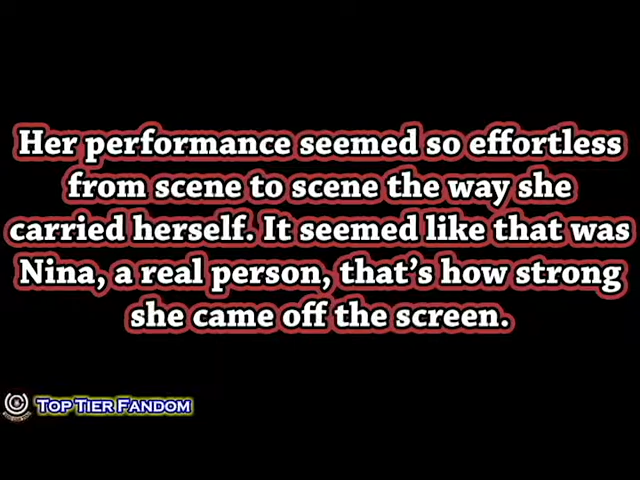 Her performance seemed so effortless
from scene to scene the way she
carried herself. It seemed like that was
Nina, a real person, that's how strong
she came off the screen.
Top Tier Fandom